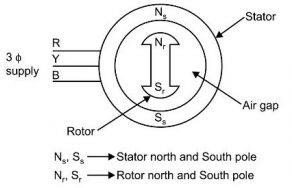 Nₛ
Stator
3 ϕ
supply
R
Y
B
Nᵣ
Sᵣ
Air gap
Rotor
Sₛ
Nₛ, Sₛ → Stator north and South pole
Nᵣ, Sᵣ → Rotor north and South pole